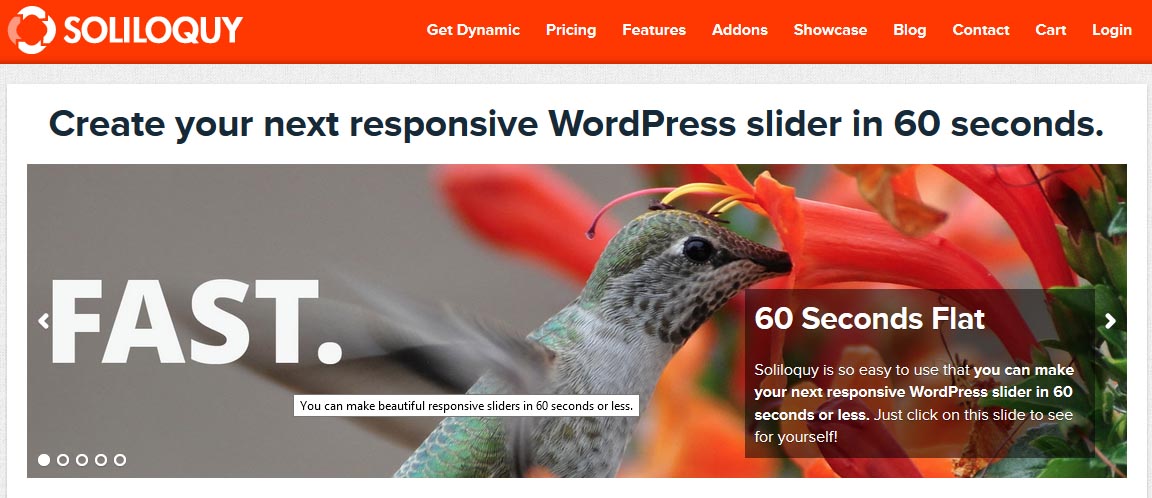 SOLILOQUY
Get Dynamic Pricing Features Addons Showcase Blog Contact Cart Login
Create your next responsive WordPress slider in 60 seconds.
FAST.
60 Seconds Flat
Soliloquy is so easy to use that you can make
your next responsive WordPress slider in 60
seconds or less. Just click on this slide to see
for yourself!
You can make beautiful responsive sliders in 60 seconds or less.